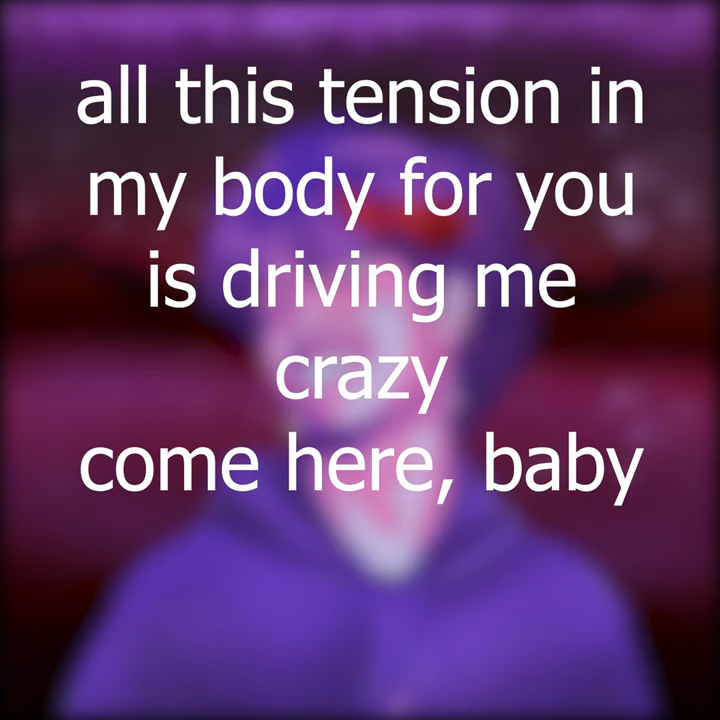 all this tension in
my body for you
is driving me
crazy
come here, baby